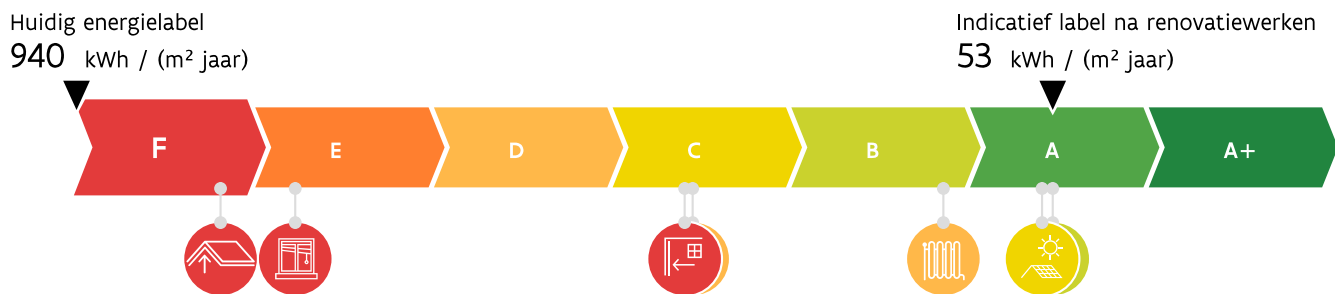 Huidig energielabel
940 kWh / (m² jaar)
Indicatief label na renovatiewerken
53 kWh / (m² jaar)
F E D C B A A+